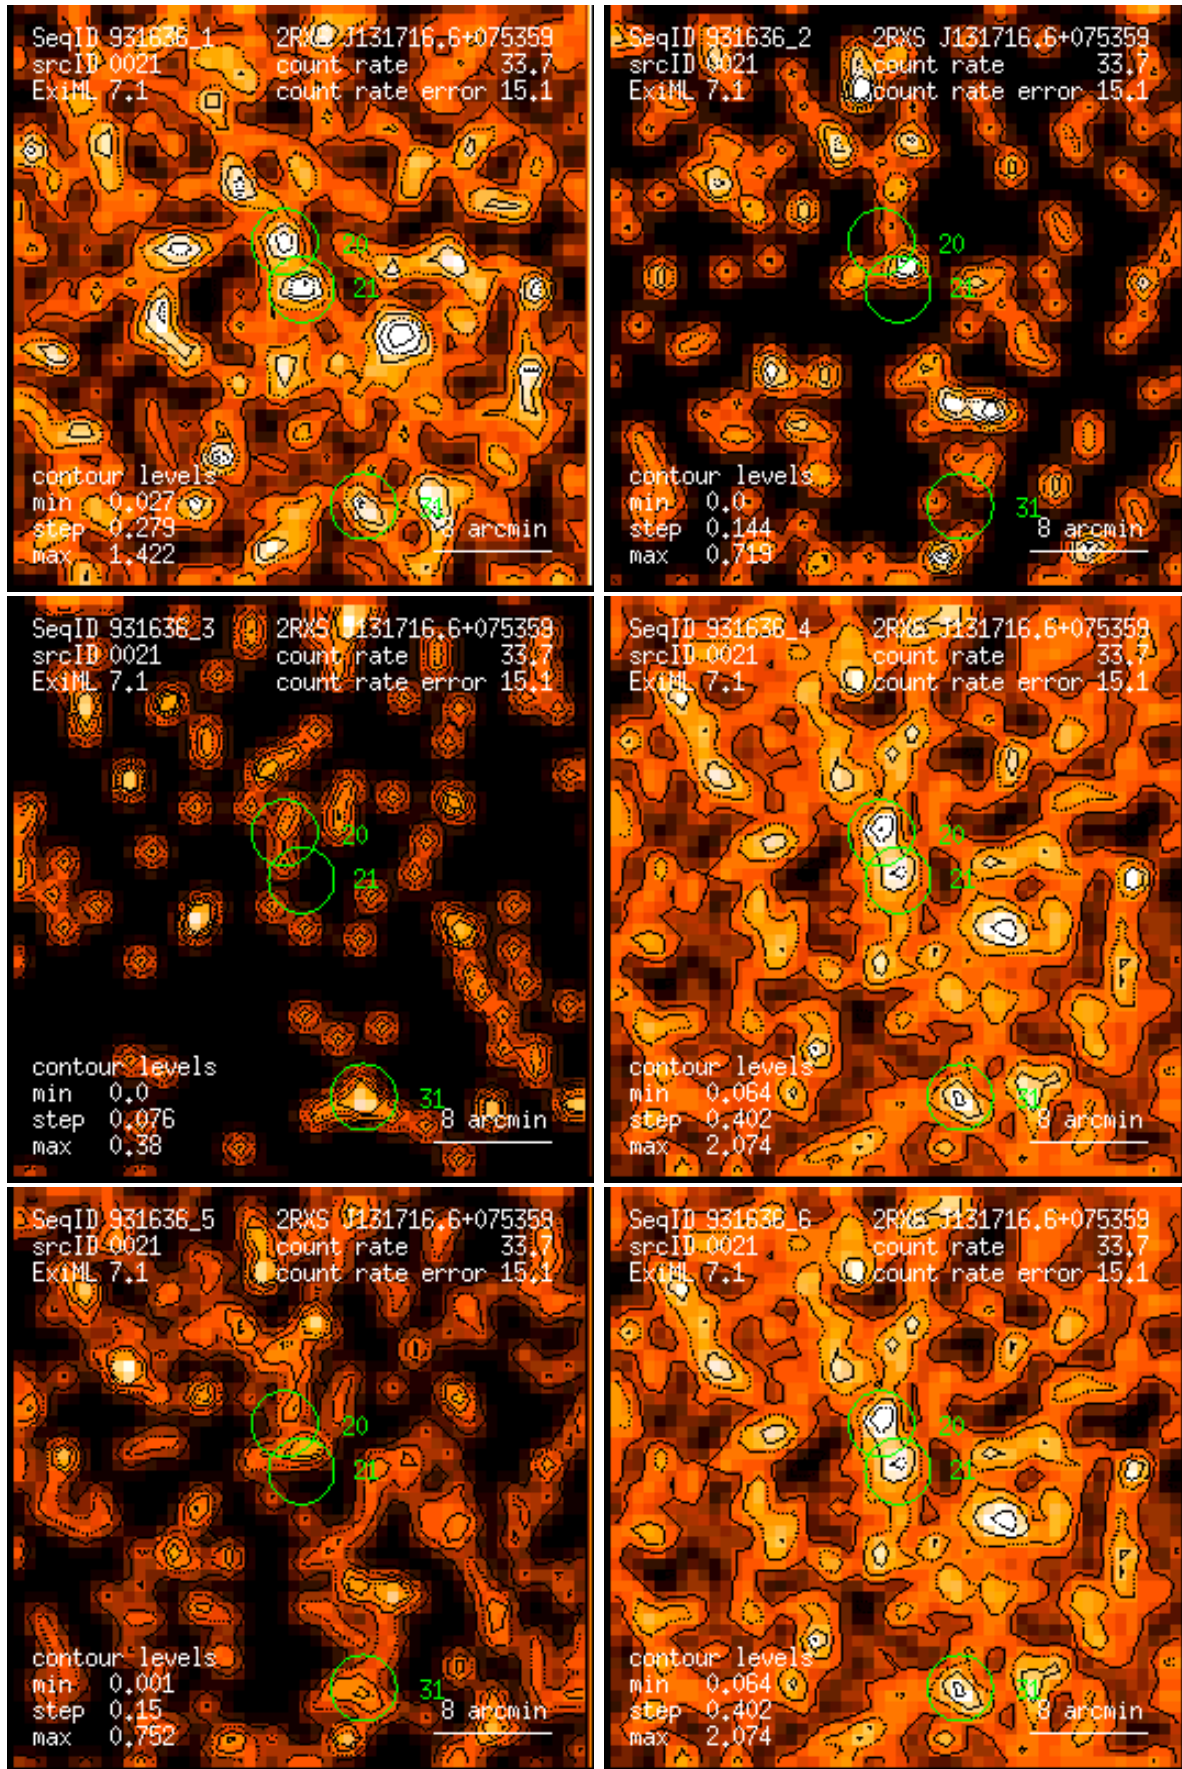 SeqID 931636_1 2RXS J131716.6+075359
srcID 0021 count rate 33.7
ExiML 7.1 count rate error 15.1
20
21
contour levels
min 0.027
31
step 0.279 8 arcmin
max 1.422
SeqID 931636_2 2RXS J131716.6+075359
srcID 0021 count rate 33.7
ExiML 7.1 count rate error 15.1
20
21
contour levels
min 0.0
31
step 0.144 8 arcmin
max 0.719
SeqID 931636_3 2RXS J131716.6+075359
srcID 0021 count rate 33.7
ExiML 7.1 count rate error 15.1
20
21
contour levels
min 0.0
31
step 0.076 8 arcmin
max 0.38
SeqID 931636_4 2RXS J131716.6+075359
srcID 0021 count rate 33.7
ExiML 7.1 count rate error 15.1
20
21
contour levels
min 0.064
31
step 0.402 8 arcmin
max 2.074
SeqID 931636_5 2RXS J131716.6+075359
srcID 0021 count rate 33.7
ExiML 7.1 count rate error 15.1
20
21
contour levels
min 0.001
31
step 0.15 8 arcmin
max 0.752
SeqID 931636_6 2RXS J131716.6+075359
srcID 0021 count rate 33.7
ExiML 7.1 count rate error 15.1
20
21
contour levels
min 0.064
31
step 0.402 8 arcmin
max 2.074